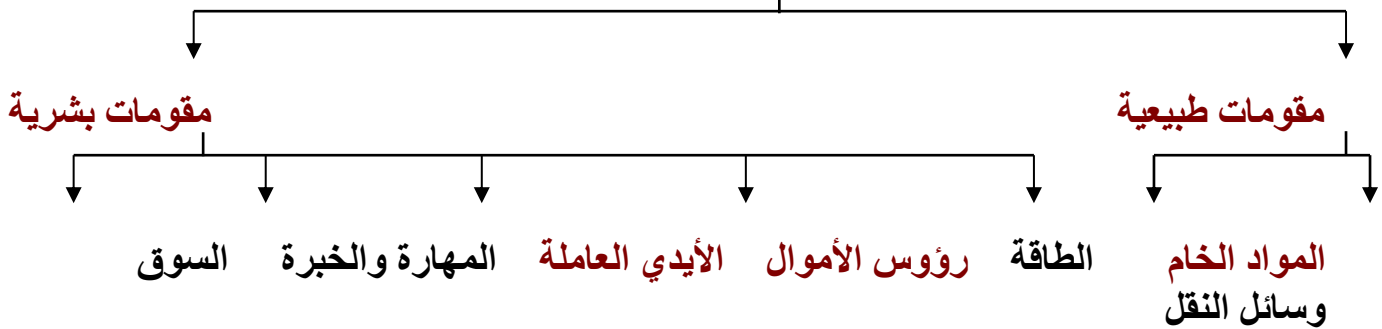 مقومات طبيعية
مقومات بشرية
المواد الخام الطاقة رؤوس الأموال الأيدي العاملة المهارة والخبرة السوق
وسائل النقل